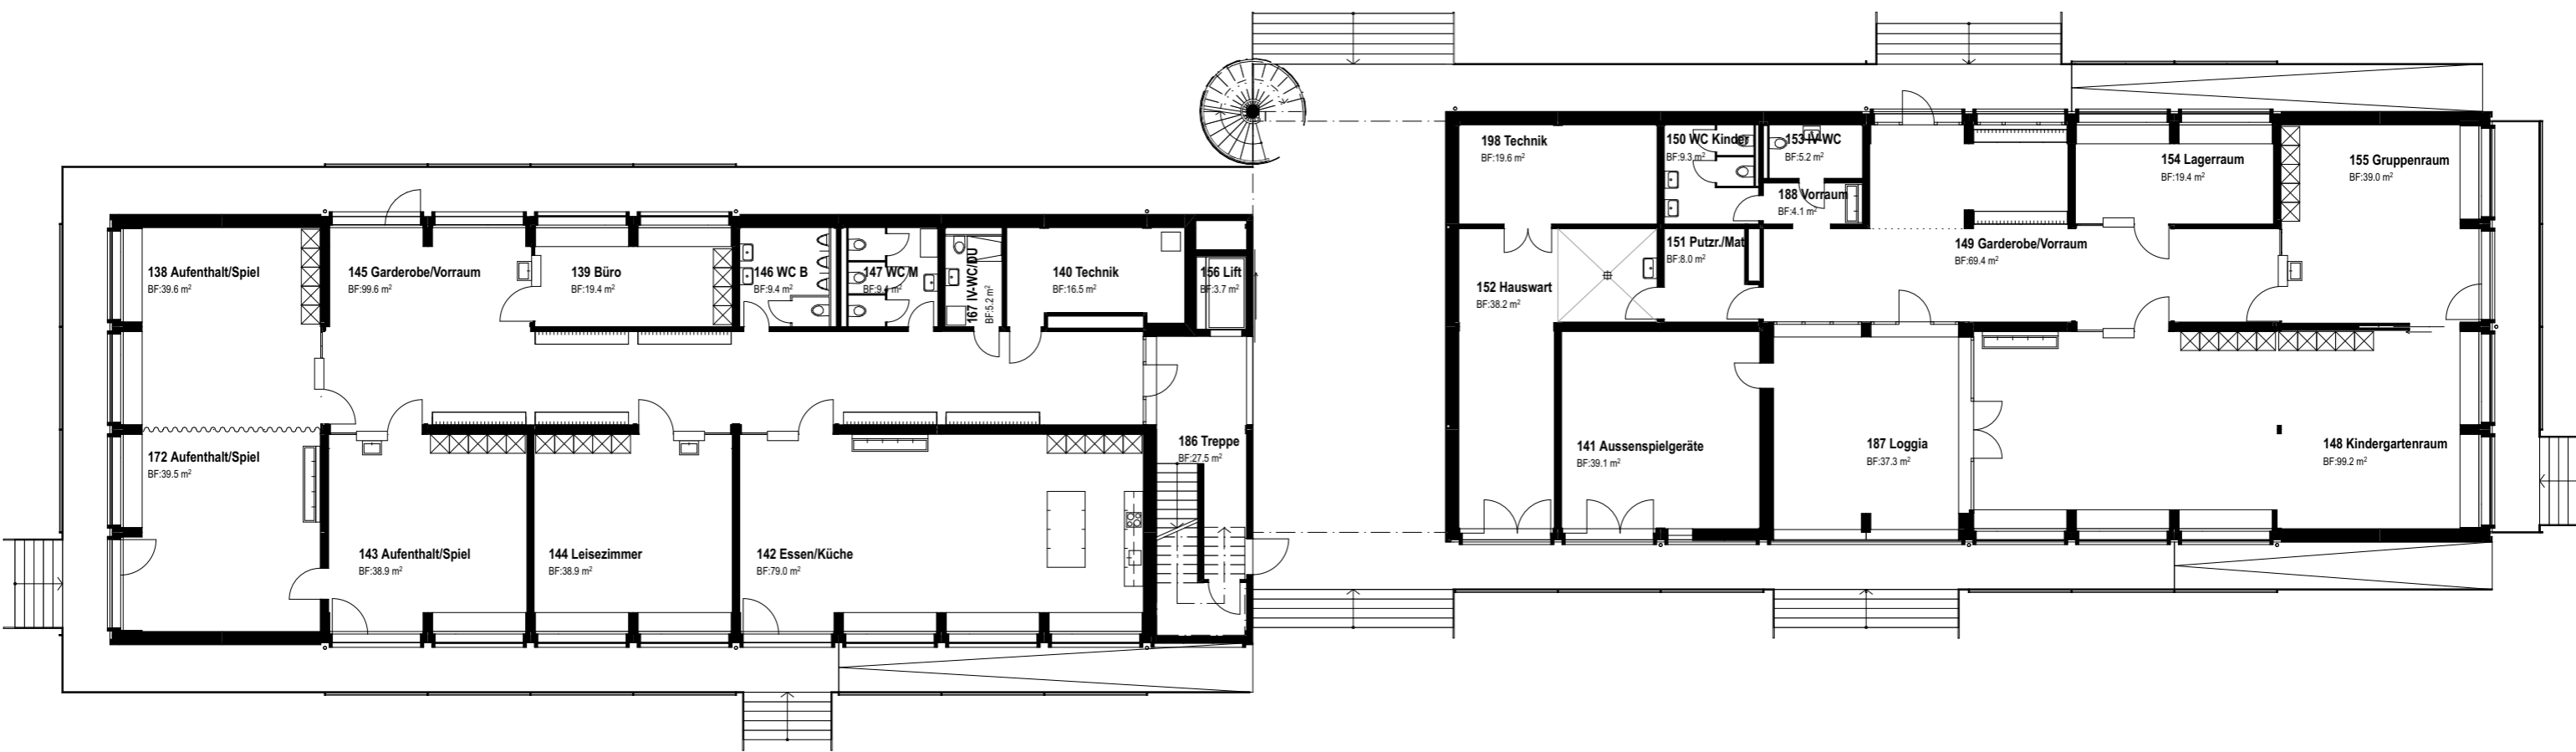 138 Aufenthalt/Spiel
BF:39.6 m²
145 Garderobe/Vorraum
BF:99.6 m²
139 Büro
BF:19.4 m²
146 WC B
BF:9.4 m²
147 WC M
167 IV-WC/DU
BF:5.2 m²
140 Technik
BF:16.5 m²
156 Lift
BF:3.7 m²
172 Aufenthalt/Spiel
BF:39.5 m²
143 Aufenthalt/Spiel
BF:38.9 m²
144 Leisezimmer
BF:38.9 m²
142 Essen/Küche
BF:79.0 m²
186 Treppe
BF:27.5 m²
198 Technik
BF:19.6 m²
150 WC Kinder
BF:9.3 m²
153 IV-WC
BF:5.2 m²
188 Vorraum
BF:4.1 m²
154 Lagerraum
BF:19.4 m²
155 Gruppenraum
BF:39.0 m²
151 Putzr./Mat
BF:8.0 m²
149 Garderobe/Vorraum
BF:69.4 m²
152 Hauswart
BF:38.2 m²
141 Aussenspielgeräte
BF:39.1 m²
187 Loggia
BF:37.3 m²
148 Kindergartenraum
BF:99.2 m²